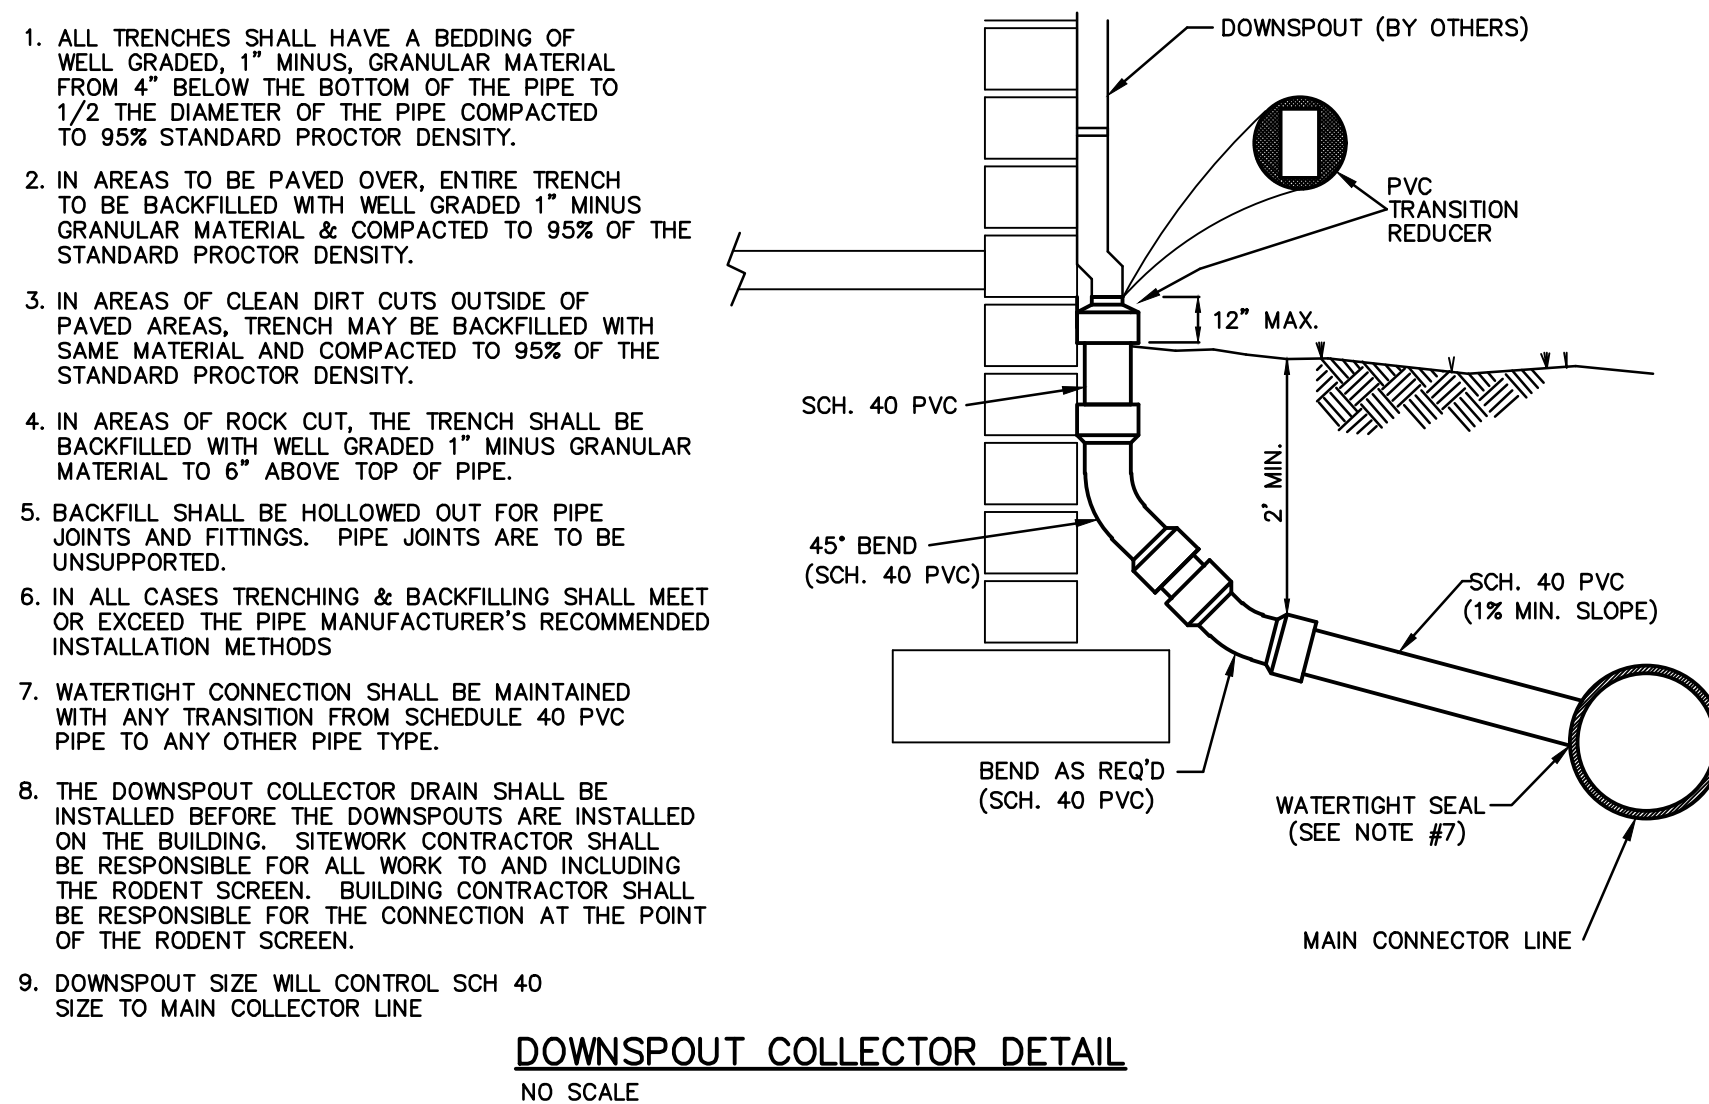 1. ALL TRENCHES SHALL HAVE A BEDDING OF
WELL GRADED, 1" MINUS, GRANULAR MATERIAL
FROM 4" BELOW THE BOTTOM OF THE PIPE TO
1/2 THE DIAMETER OF THE PIPE COMPACTED
TO 95% STANDARD PROCTOR DENSITY.
2. IN AREAS TO BE PAVED OVER, ENTIRE TRENCH
TO BE BACKFILLED WITH WELL GRADED 1" MINUS
GRANULAR MATERIAL & COMPACTED TO 95% OF THE
STANDARD PROCTOR DENSITY.
3. IN AREAS OF CLEAN DIRT CUTS OUTSIDE OF
PAVED AREAS, TRENCH MAY BE BACKFILLED WITH
SAME MATERIAL AND COMPACTED TO 95% OF THE
STANDARD PROCTOR DENSITY.
4. IN AREAS OF ROCK CUT, THE TRENCH SHALL BE
BACKFILLED WITH WELL GRADED 1" MINUS GRANULAR
MATERIAL TO 6" ABOVE TOP OF PIPE.
5. BACKFILL SHALL BE HOLLOWED OUT FOR PIPE
JOINTS AND FITTINGS. PIPE JOINTS ARE TO BE
UNSUPPORTED.
6. IN ALL CASES TRENCHING & BACKFILLING SHALL MEET
OR EXCEED THE PIPE MANUFACTURER'S RECOMMENDED
INSTALLATION METHODS
7. WATERTIGHT CONNECTION SHALL BE MAINTAINED
WITH ANY TRANSITION FROM SCHEDULE 40 PVC
PIPE TO ANY OTHER PIPE TYPE.
8. THE DOWNSPOUT COLLECTOR DRAIN SHALL BE
INSTALLED BEFORE THE DOWNSPOUTS ARE INSTALLED
ON THE BUILDING. SITEWORK CONTRACTOR SHALL
BE RESPONSIBLE FOR ALL WORK TO AND INCLUDING
THE RODENT SCREEN. BUILDING CONTRACTOR SHALL
BE RESPONSIBLE FOR THE CONNECTION AT THE POINT
OF THE RODENT SCREEN.
9. DOWNSPOUT SIZE WILL CONTROL SCH 40
SIZE TO MAIN COLLECTOR LINE
DOWNSPOUT (BY OTHERS)
PVC
TRANSITION
REDUCER
12" MAX.
SCH. 40 PVC
2' MIN.
45° BEND
(SCH. 40 PVC)
SCH. 40 PVC
(1% MIN. SLOPE)
BEND AS REQ'D
(SCH. 40 PVC)
WATERTIGHT SEAL
(SEE NOTE #7)
MAIN CONNECTOR LINE
DOWNSPOUT COLLECTOR DETAIL
NO SCALE